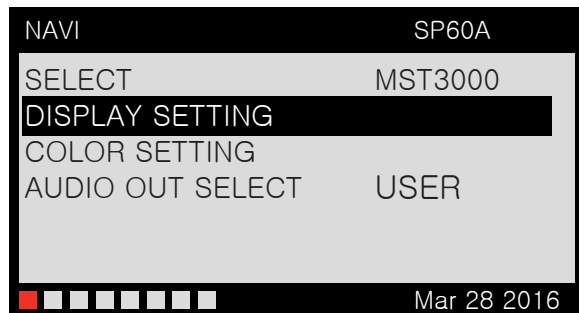 NAVI SP60A
SELECT MST3000
DISPLAY SETTING
COLOR SETTING
AUDIO OUT SELECT USER
Mar 28 2016